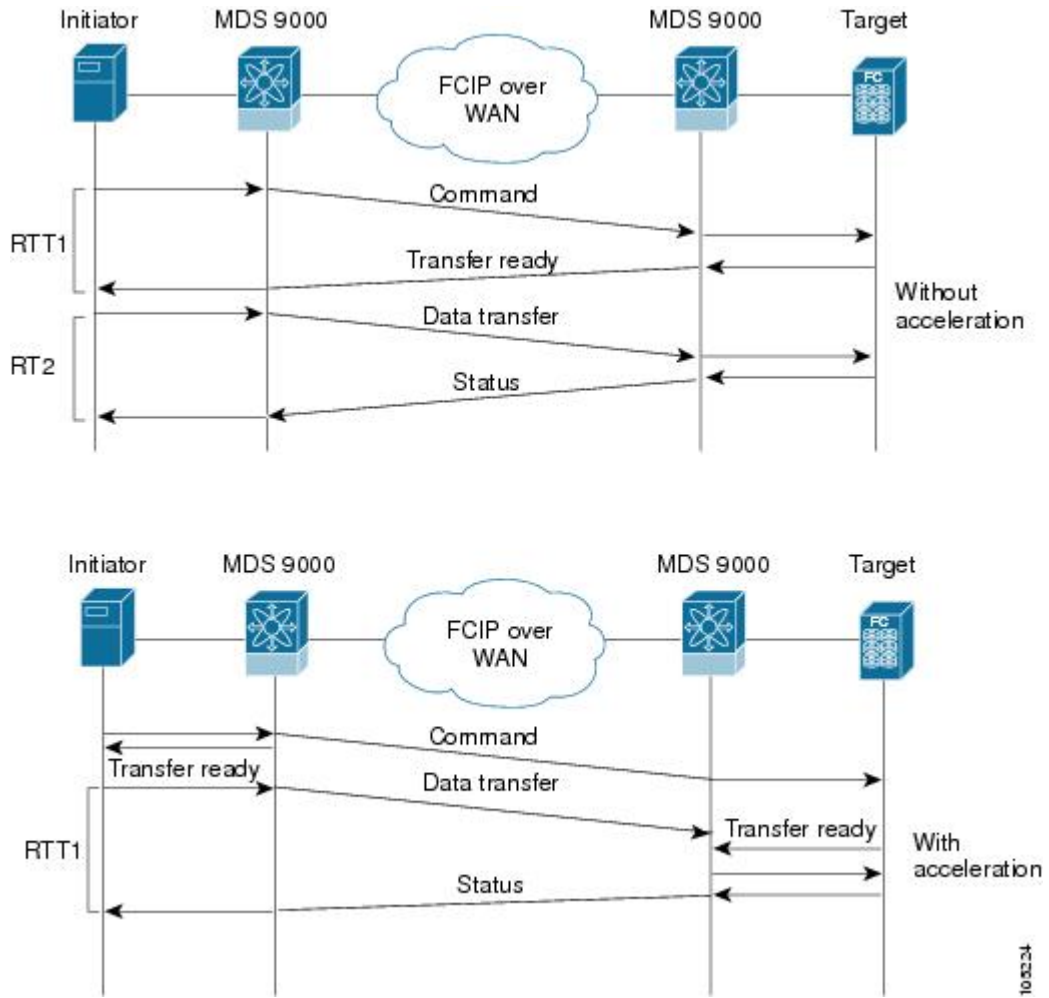 Initiator
MDS 9000
MDS 9000
Target
FCIP over
WAN
FC
Command
RTT1
Transfer ready
Without
acceleration
Data transfer
RT2
Status
Initiator
MDS 9000
MDS 9000
Target
FCIP over
WAN
FC
Command
Transfer ready
Data transfer
Transfer ready
With
acceleration
RTT1
Status
105224